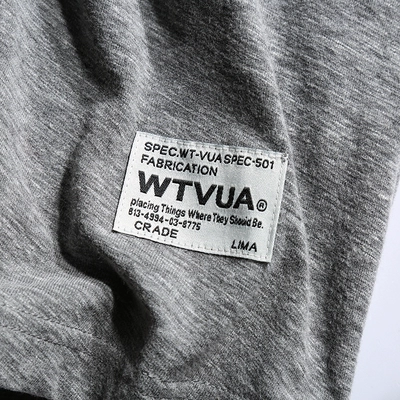 SPEC.WT-VUA SPEC-501
FABRICATION
WTVUA®
placing Things Where They Should Be.
813-4994-03-8775
CRADE
LIMA